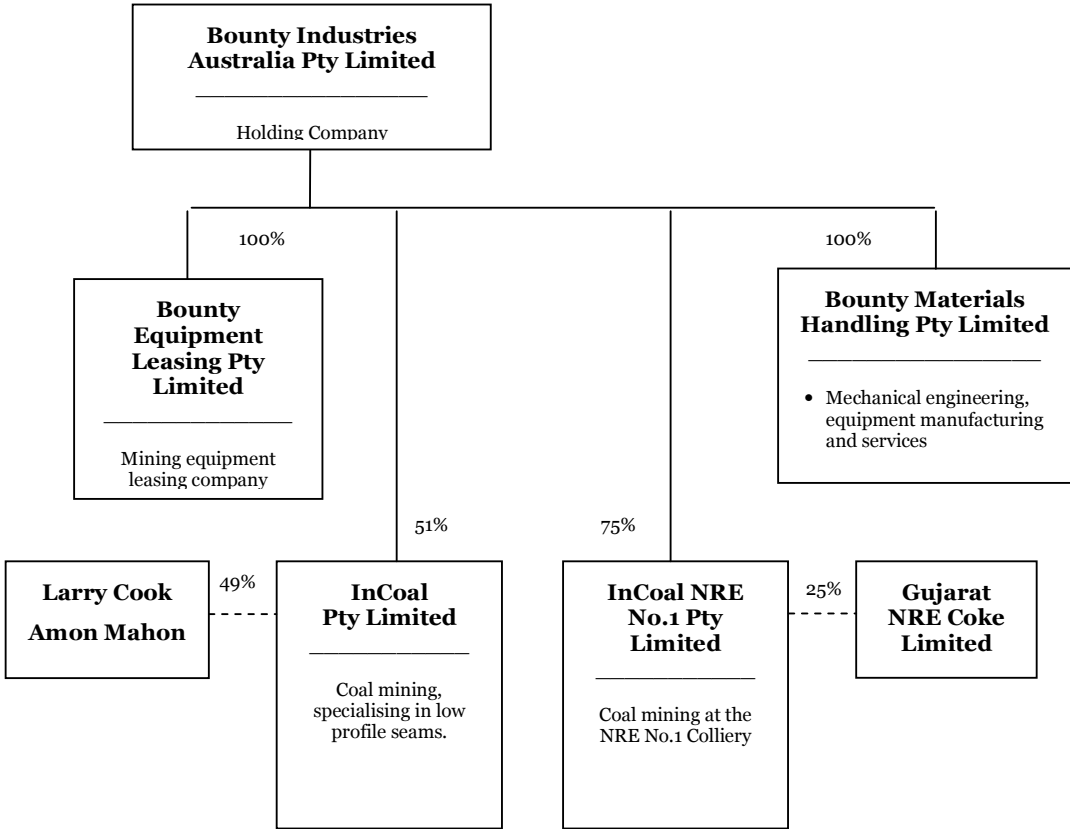 Bounty Industries
Australia Pty Limited
Holding Company
100%
100%
Bounty
Equipment
Leasing Pty
Limited
Mining equipment
leasing company
Bounty Materials
Handling Pty Limited
• Mechanical engineering,
equipment manufacturing
and services
51%
75%
Larry Cook
Amon Mahon
49%
InCoal
Pty Limited
Coal mining,
specialising in low
profile seams.
InCoal NRE
No.1 Pty
Limited
Coal mining at the
NRE No.1 Colliery
25%
Gujarat
NRE Coke
Limited